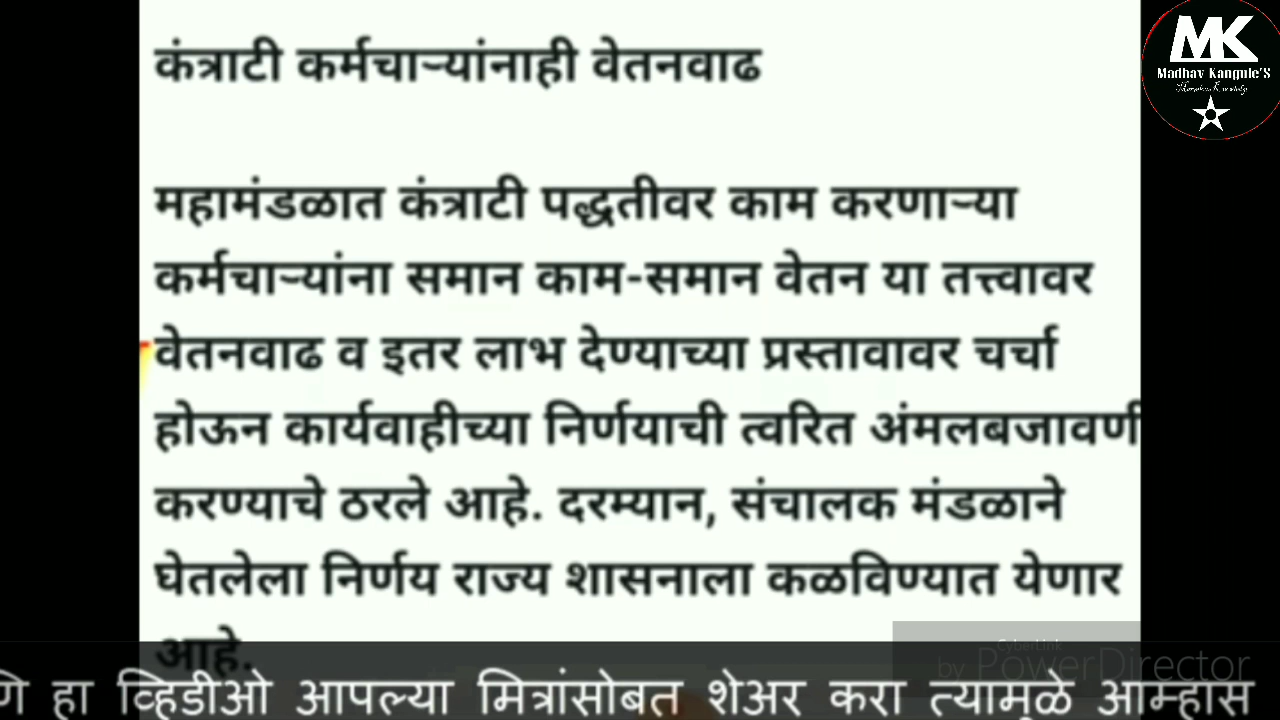 कंत्राटी कर्मचाऱ्यांनाही वेतनवाढ
महामंडळात कंत्राटी पद्धतीवर काम करणाऱ्या
कर्मचाऱ्यांना समान काम-समान वेतन या तत्त्वावर
वेतनवाढ व इतर लाभ देण्याच्या प्रस्तावावर चर्चा
होऊन कार्यवाहीच्या निर्णयाची त्वरित अंमलबजावणी
करण्याचे ठरले आहे. दरम्यान, संचालक मंडळाने
घेतलेला निर्णय राज्य शासनाला कळविण्यात येणार
आहे.
MK
Madhav Kangule'S
CyberLink
by PowerDirector
णि हा व्हिडीओ आपल्या मित्रांसोबत शेअर करा त्यामुळे आम्हास